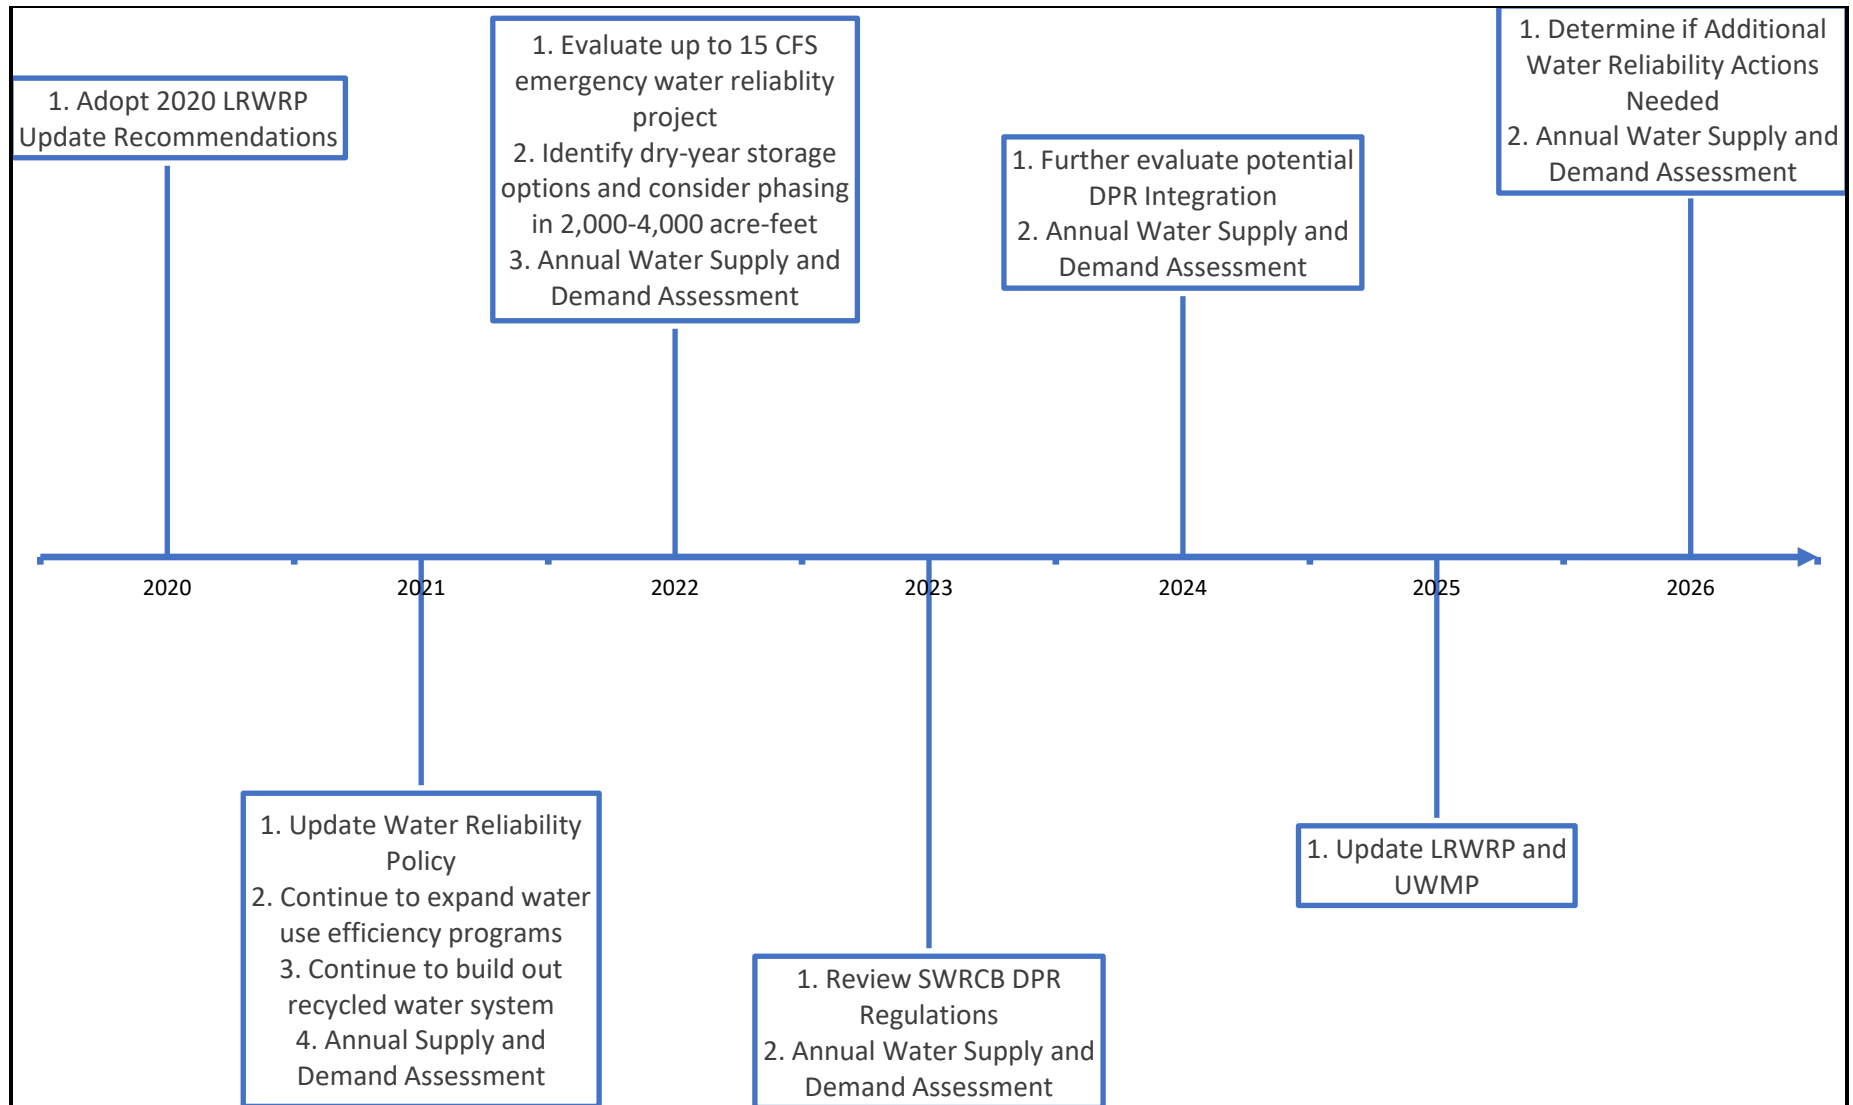 1. Adopt 2020 LRWRP
Update Recommendations
1. Evaluate up to 15 CFS
emergency water reliablity
project
2. Identify dry-year storage
options and consider phasing
in 2,000-4,000 acre-feet
3. Annual Water Supply and
Demand Assessment
1. Further evaluate potential
DPR Integration
2. Annual Water Supply and
Demand Assessment
1. Determine if Additional
Water Reliability Actions
Needed
2. Annual Water Supply and
Demand Assessment
2020
2021
2022
2023
2024
2025
2026
1. Update Water Reliability
Policy
2. Continue to expand water
use efficiency programs
3. Continue to build out
recycled water system
4. Annual Supply and
Demand Assessment
1. Review SWRCB DPR
Regulations
2. Annual Water Supply and
Demand Assessment
1. Update LRWRP and
UWMP